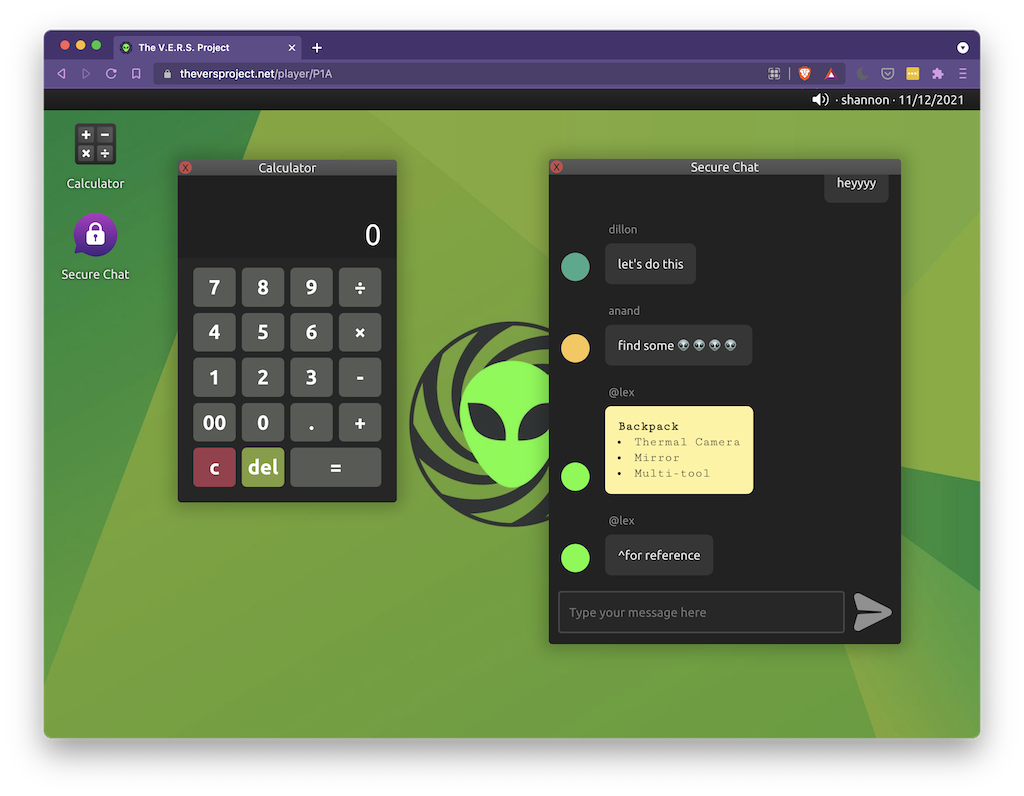 The V.E.R.S. Project
theversproject.net/player/P1A
· shannon · 11/12/2021
Calculator
Secure Chat
Calculator
0
7 8 9 ÷
4 5 6 ×
1 2 3 -
00 0 . +
c del =
Secure Chat
heyyyy
dillon
let's do this
anand
find some 👽 👽 👽 👽
@lex
Backpack
• Thermal Camera
• Mirror
• Multi-tool
@lex
^for reference
Type your message here